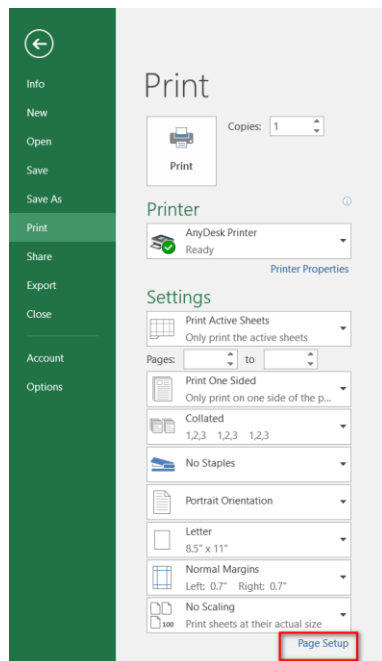 Info
New
Open
Save
Save As
Print
Share
Export
Close
Account
Options
Print
Copies: 1
Print
Printer
AnyDesk Printer
Ready
Printer Properties
Settings
Print Active Sheets
Only print the active sheets
Pages: to
Print One Sided
Only print on one side of the p...
Collated
1,2,3 1,2,3 1,2,3
No Staples
Portrait Orientation
Letter
8.5" x 11"
Normal Margins
Left: 0.7" Right: 0.7"
No Scaling
100 Print sheets at their actual size
Page Setup